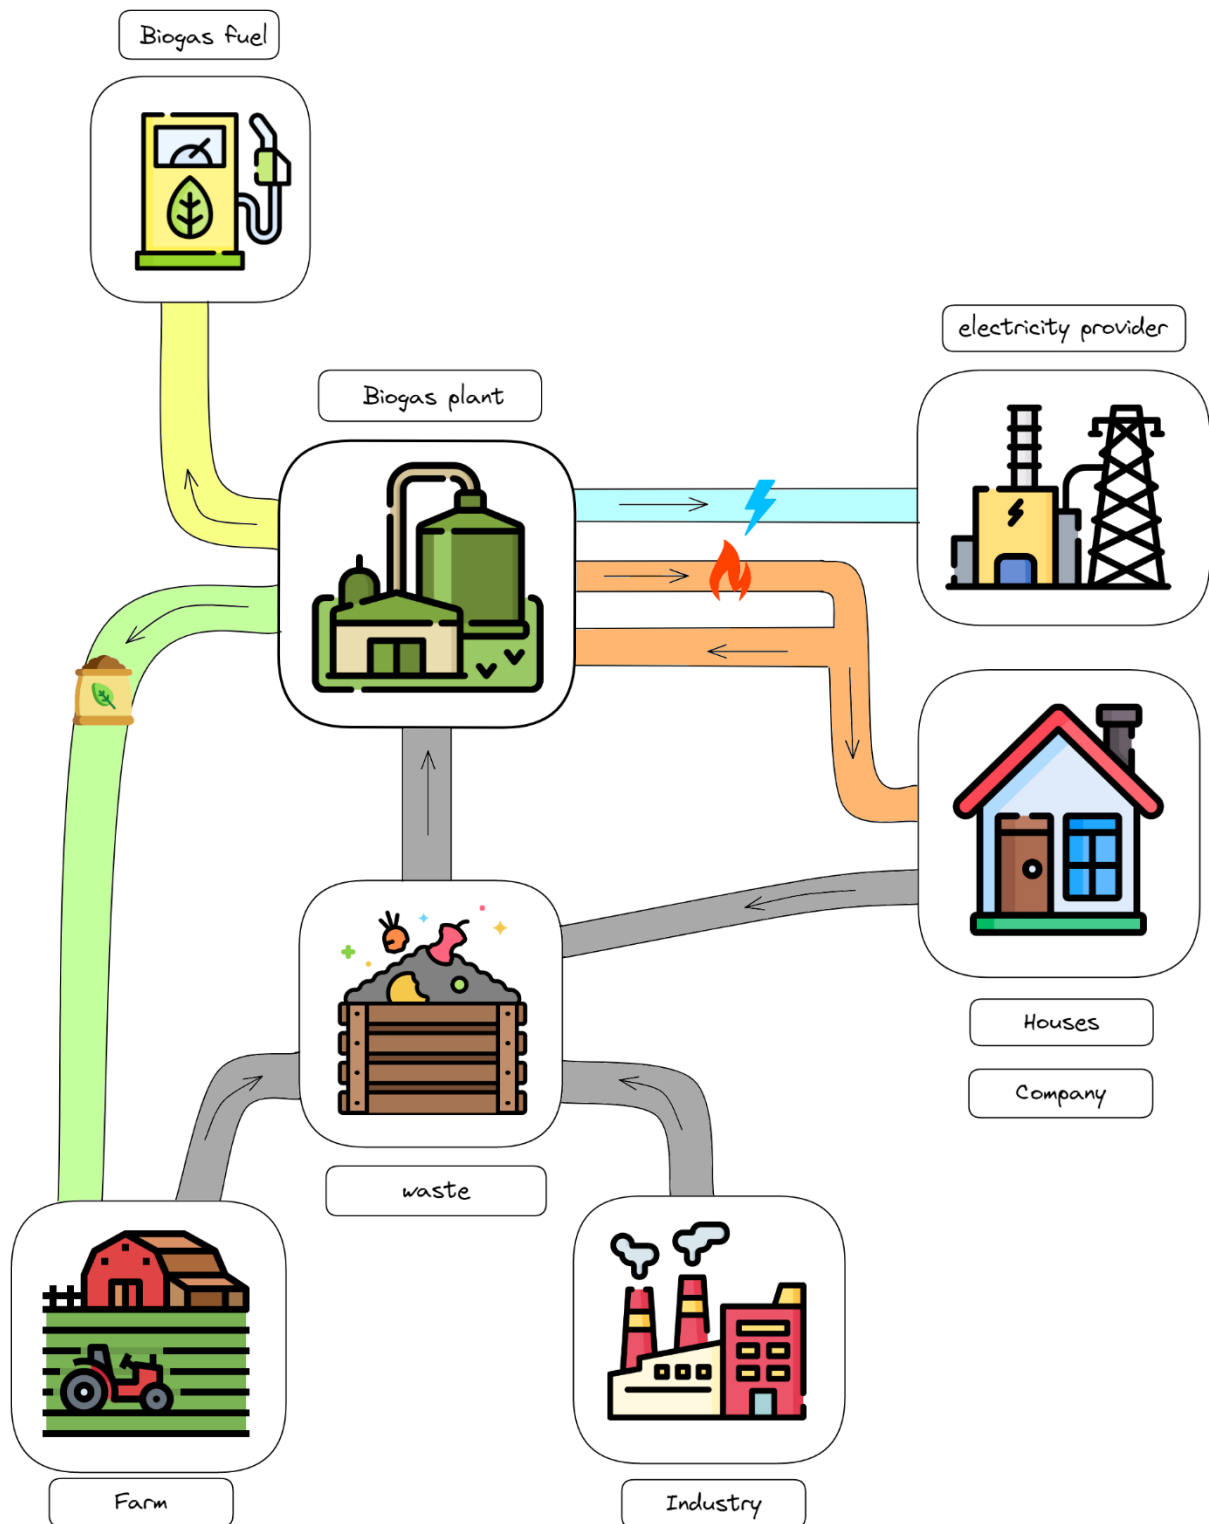 Biogas fuel
electricity provider
Biogas plant
Houses
Company
waste
Farm
Industry